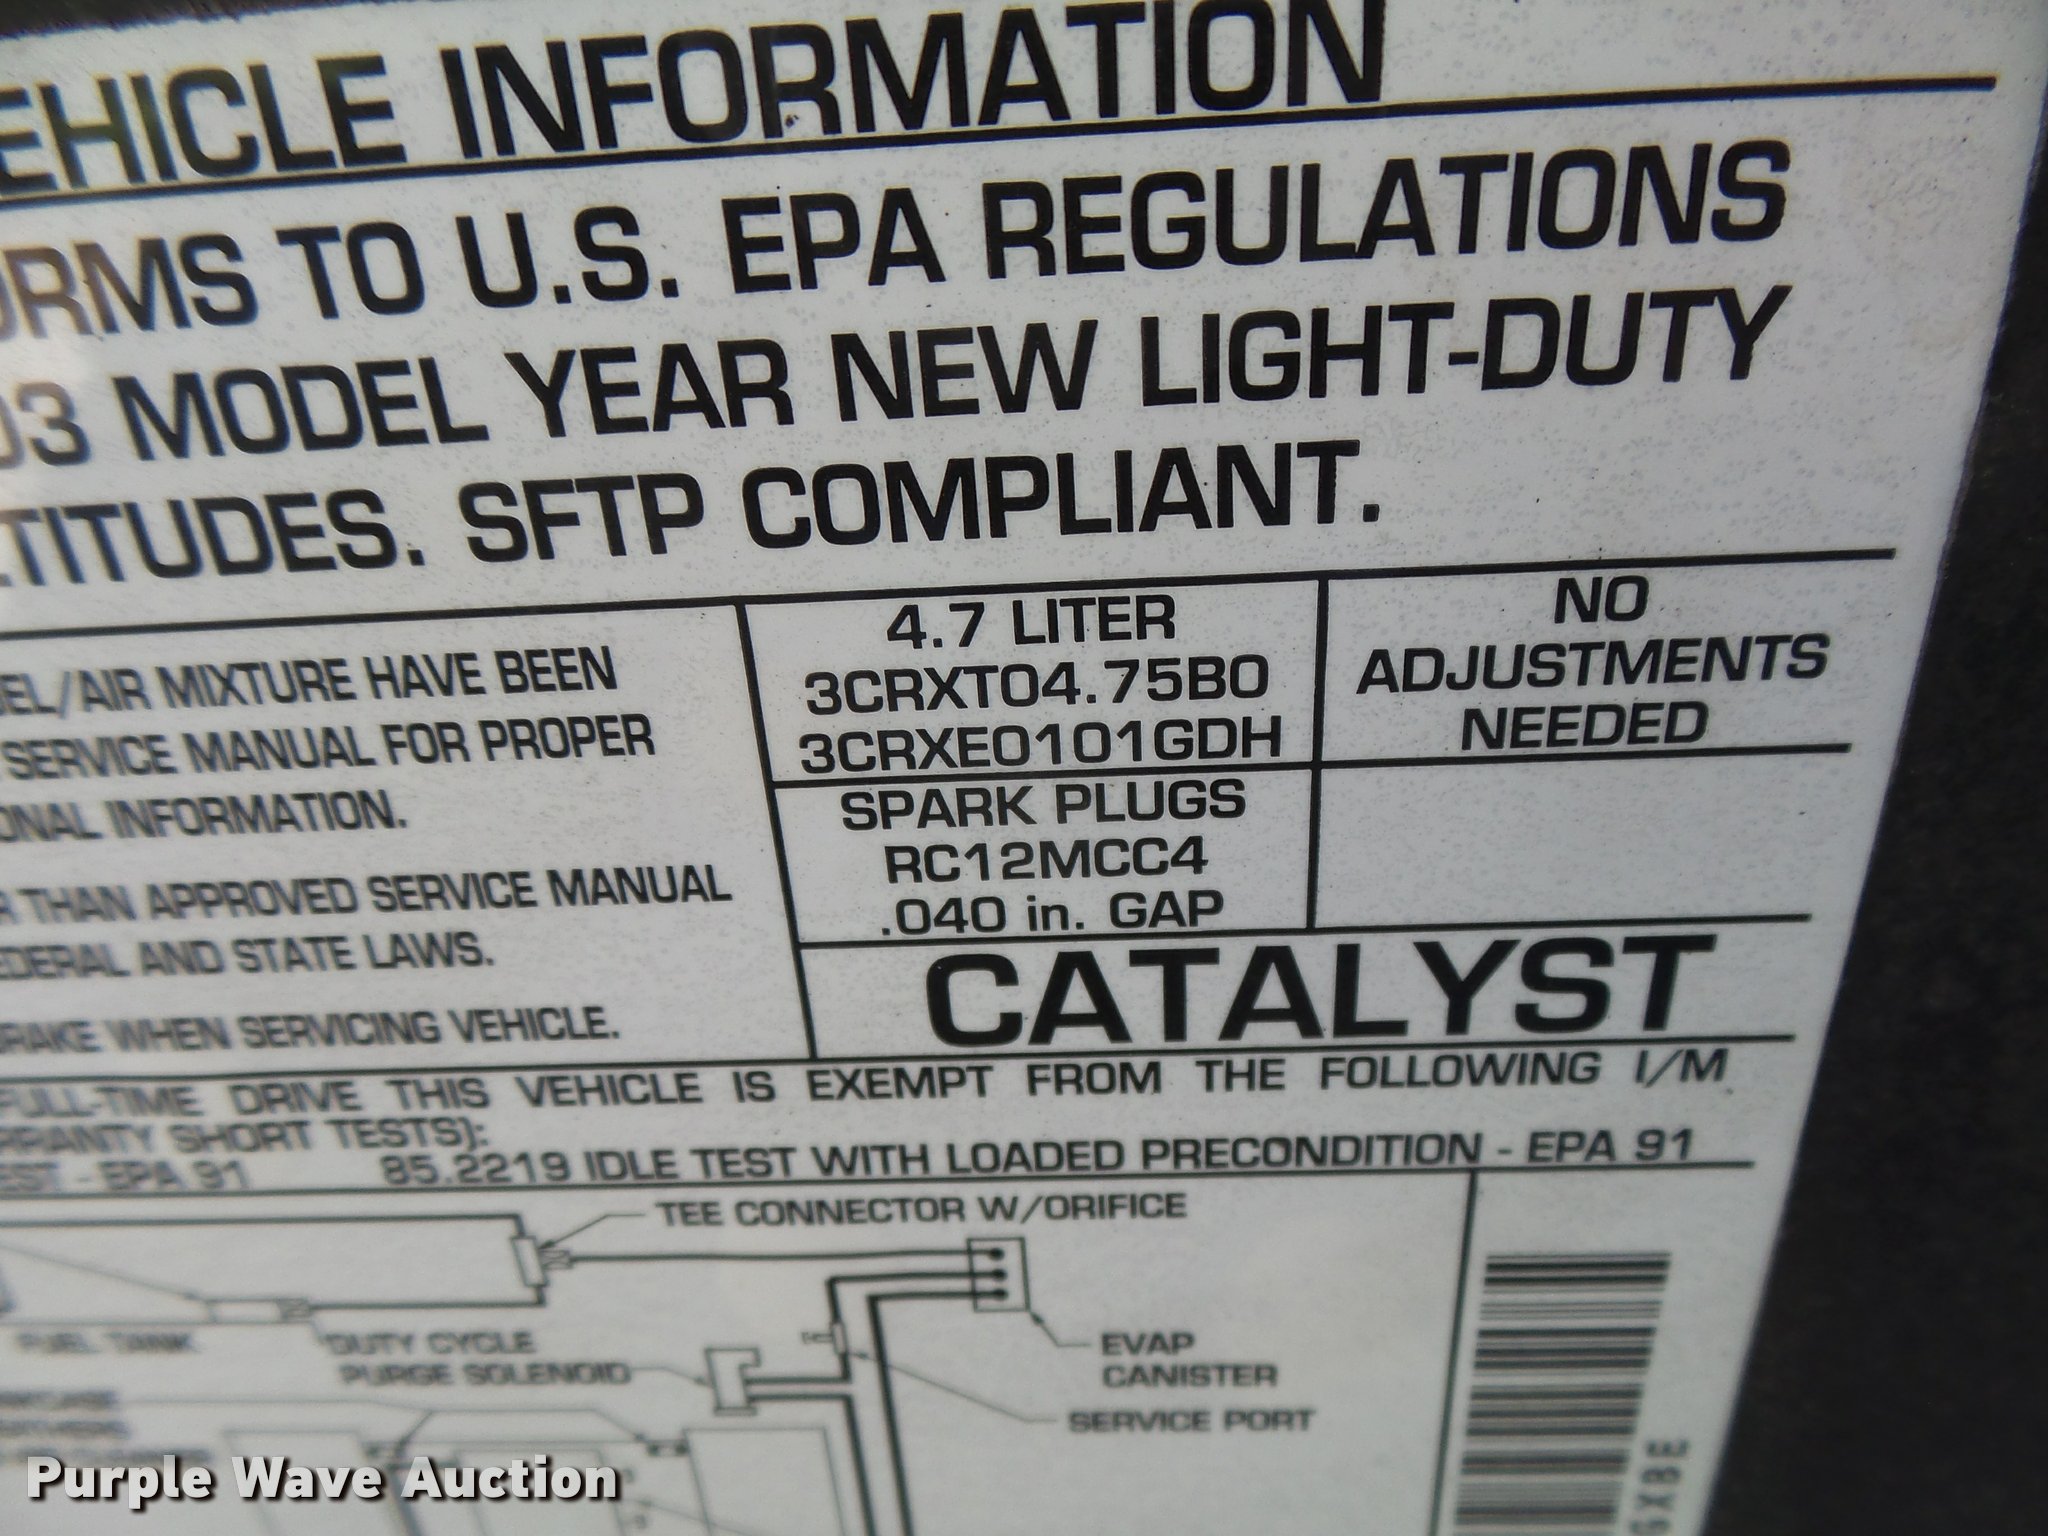 EHICLE INFORMATION
ORMS TO U.S. EPA REGULATIONS
03 MODEL YEAR NEW LIGHT-DUTY
TITUDES. SFTP COMPLIANT.
EL/AIR MIXTURE HAVE BEEN
SERVICE MANUAL FOR PROPER
ONAL INFORMATION.
R THAN APPROVED SERVICE MANUAL
EDERAL AND STATE LAWS.
BRAKE WHEN SERVICING VEHICLE.
4.7 LITER
3CRXT04.75B0
3CRXE0101GDH
NO
ADJUSTMENTS
NEEDED
SPARK PLUGS
RC12MCC4
.040 in. GAP
CATALYST
FULL-TIME DRIVE THIS VEHICLE IS EXEMPT FROM THE FOLLOWING I/M
RRANTY SHORT TESTS):
EST - EPA 91 85.2219 IDLE TEST WITH LOADED PRECONDITION - EPA 91
TEE CONNECTOR W/ORIFICE
FUEL TANK
DUTY CYCLE
PURGE SOLENOID
EVAP
CANISTER
SERVICE PORT
GXBE
Purple Wave Auction